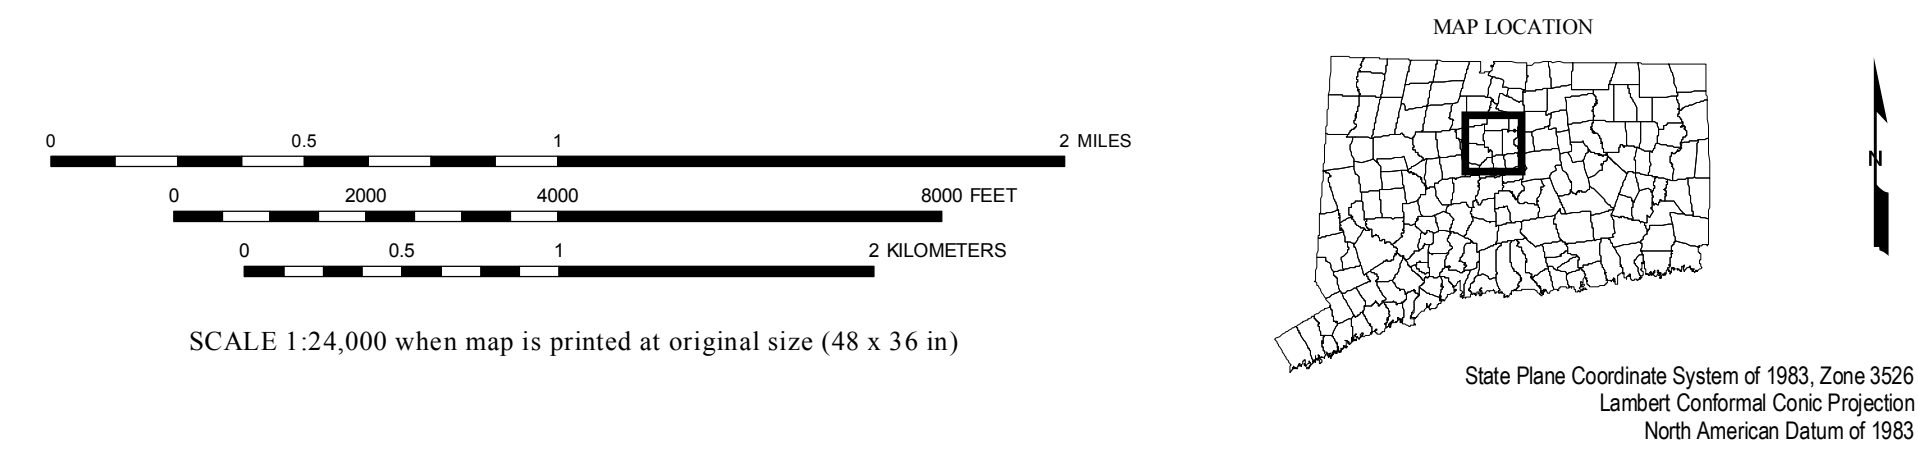 0 0.5 1 2 MILES
0 2000 4000 8000 FEET
0 0.5 1 2 KILOMETERS
SCALE 1:24,000 when map is printed at original size (48 x 36 in)
MAP LOCATION
N
State Plane Coordinate System of 1983, Zone 3526
Lambert Conformal Conic Projection
North American Datum of 1983